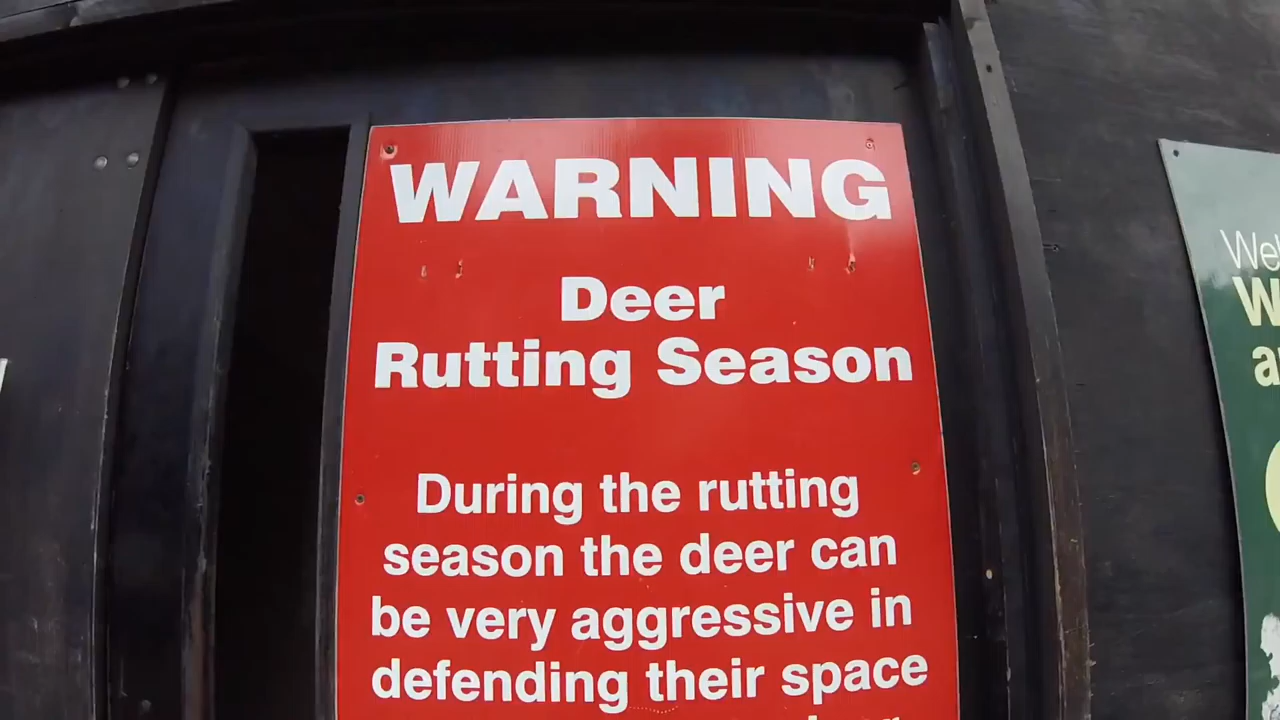 WARNING
Deer
Rutting Season
During the rutting
season the deer can
be very aggressive in
defending their space